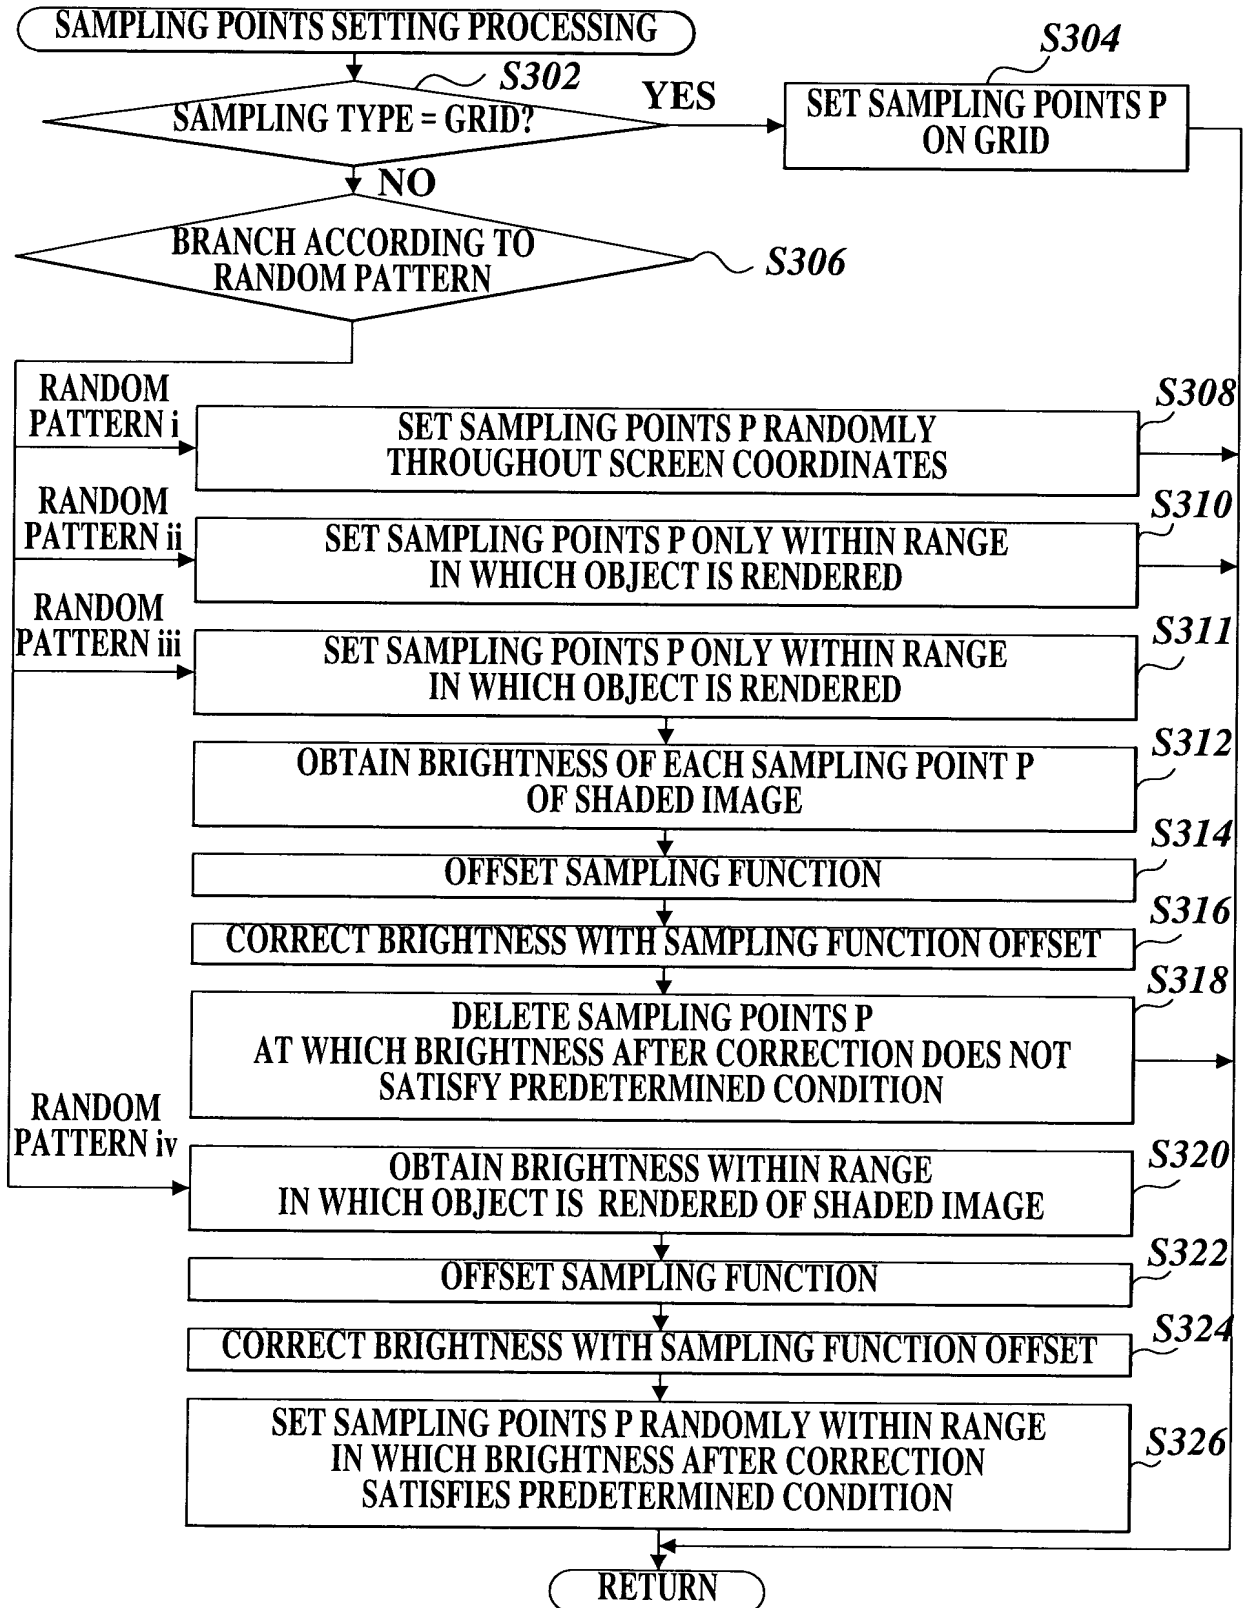 SAMPLING POINTS SETTING PROCESSING
S302
SAMPLING TYPE = GRID?
YES
S304
SET SAMPLING POINTS P
ON GRID
NO
BRANCH ACCORDING TO
RANDOM PATTERN
S306
RANDOM
PATTERN i
S308
SET SAMPLING POINTS P RANDOMLY
THROUGHOUT SCREEN COORDINATES
RANDOM
PATTERN ii
S310
SET SAMPLING POINTS P ONLY WITHIN RANGE
IN WHICH OBJECT IS RENDERED
RANDOM
PATTERN iii
S311
SET SAMPLING POINTS P ONLY WITHIN RANGE
IN WHICH OBJECT IS RENDERED
S312
OBTAIN BRIGHTNESS OF EACH SAMPLING POINT P
OF SHADED IMAGE
S314
OFFSET SAMPLING FUNCTION
S316
CORRECT BRIGHTNESS WITH SAMPLING FUNCTION OFFSET
S318
DELETE SAMPLING POINTS P
AT WHICH BRIGHTNESS AFTER CORRECTION DOES NOT
SATISFY PREDETERMINED CONDITION
RANDOM
PATTERN iv
S320
OBTAIN BRIGHTNESS WITHIN RANGE
IN WHICH OBJECT IS RENDERED OF SHADED IMAGE
S322
OFFSET SAMPLING FUNCTION
S324
CORRECT BRIGHTNESS WITH SAMPLING FUNCTION OFFSET
SET SAMPLING POINTS P RANDOMLY WITHIN RANGE
IN WHICH BRIGHTNESS AFTER CORRECTION
SATISFIES PREDETERMINED CONDITION
S326
RETURN